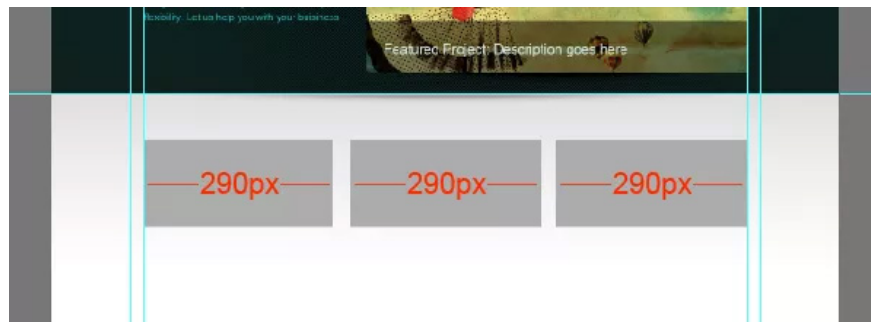 flexibility. Let us help you with your business
Featured Project: Description goes here
290px 290px 290px